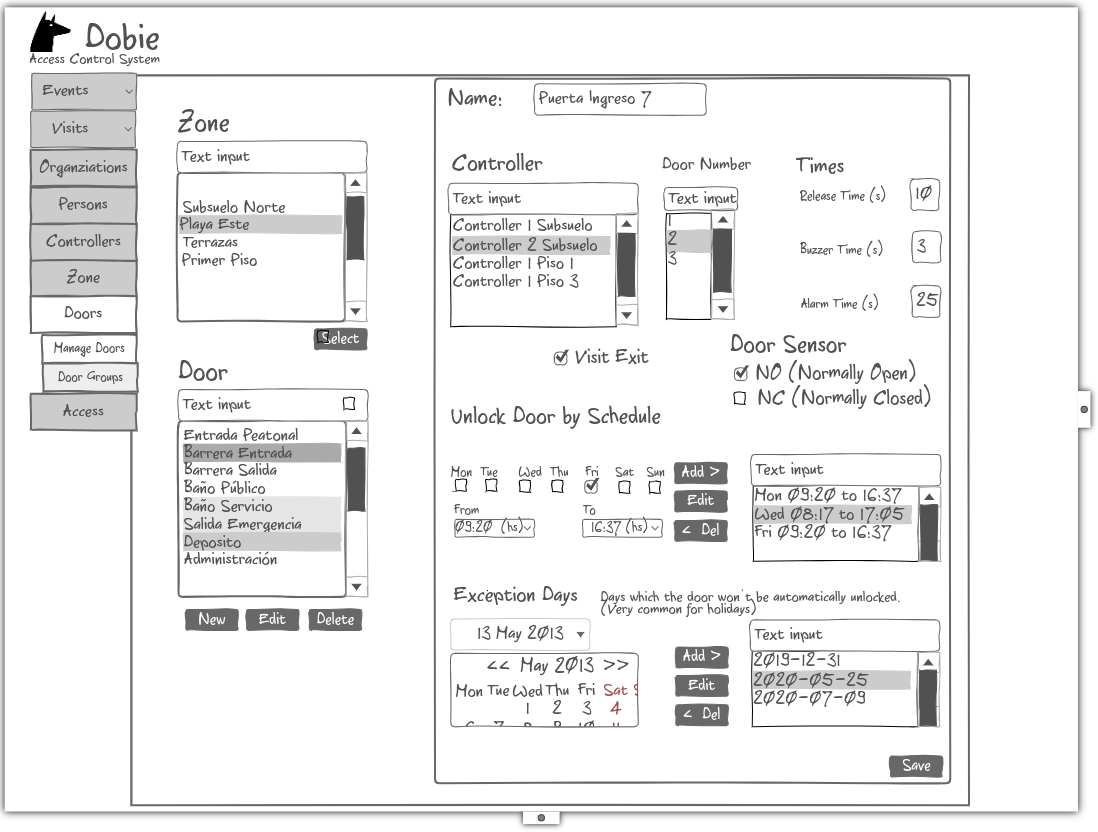 Dobie
Access Control System
Events
Visits
Organziations
Persons
Controllers
Zone
Doors
Manage Doors
Door Groups
Access
Zone
Text input
Subsuelo Norte
Playa Este
Terrazas
Primer Piso
Select
Door
Text input
Entrada Peatonal
Barrera Entrada
Barrera Salida
Baño Público
Baño Servicio
Salida Emergencia
Deposito
Administración
New Edit Delete
Name: Puerta Ingreso 7
Controller
Text input
Controller 1 Subsuelo
Controller 2 Subsuelo
Controller 1 Piso 1
Controller 1 Piso 3
Door Number
Text input
1
2
3
Times
Release Time (s) 10
Buzzer Time (s) 3
Alarm Time (s) 25
Visit Exit
Door Sensor
NO (Normally Open)
NC (Normally Closed)
Unlock Door by Schedule
Mon Tue Wed Thu Fri Sat Sun
From To
09:20 (hs) 16:37 (hs)
Add >
Edit
< Del
Text input
Mon 09:20 to 16:37
Wed 08:17 to 17:05
Fri 09:20 to 16:37
Exception Days
Days which the door won't be automatically unlocked.
(Very common for holidays)
13 May 2013
<< May 2013 >>
Mon Tue Wed Thu Fri Sat
1 2 3 4
Add >
Edit
< Del
Text input
2019-12-31
2020-05-25
2020-07-09
Save